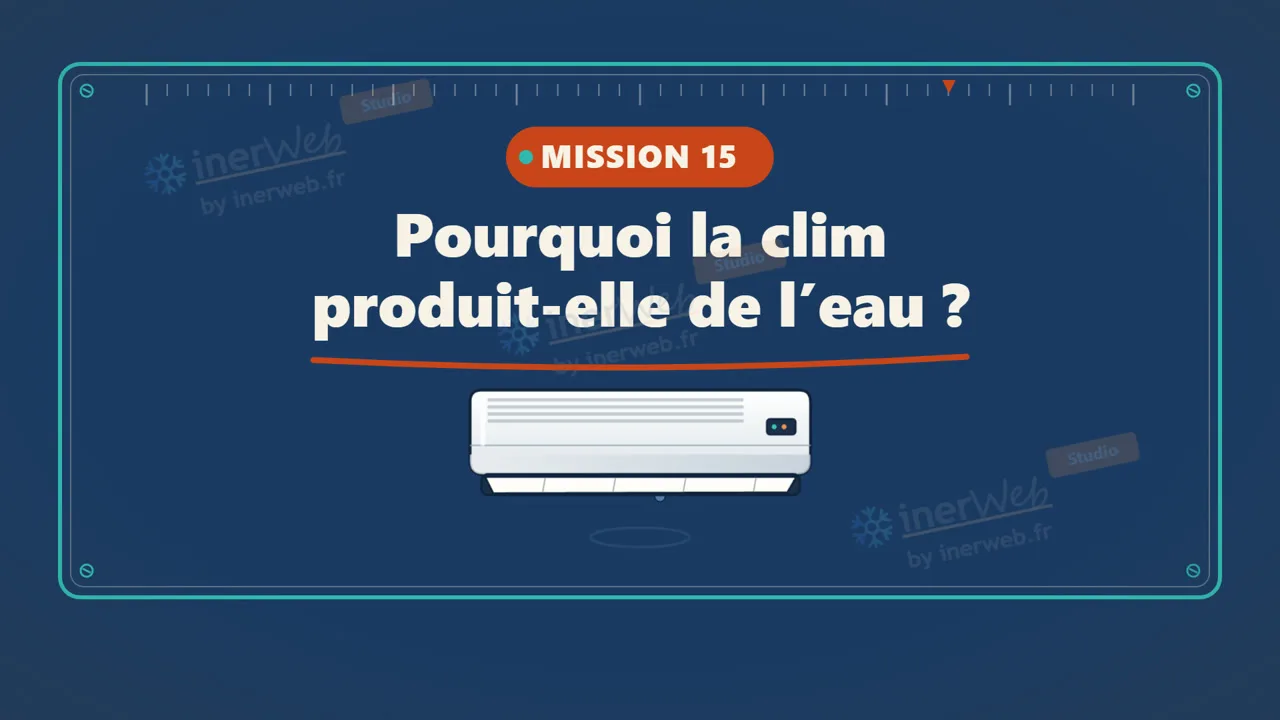 Studio
inerWeb
by inerweb.fr
MISSION 15
Pourquoi la clim
produit-elle de l’eau ?
Studio
inerWeb
by inerweb.fr
Studio
inerWeb
by inerweb.fr